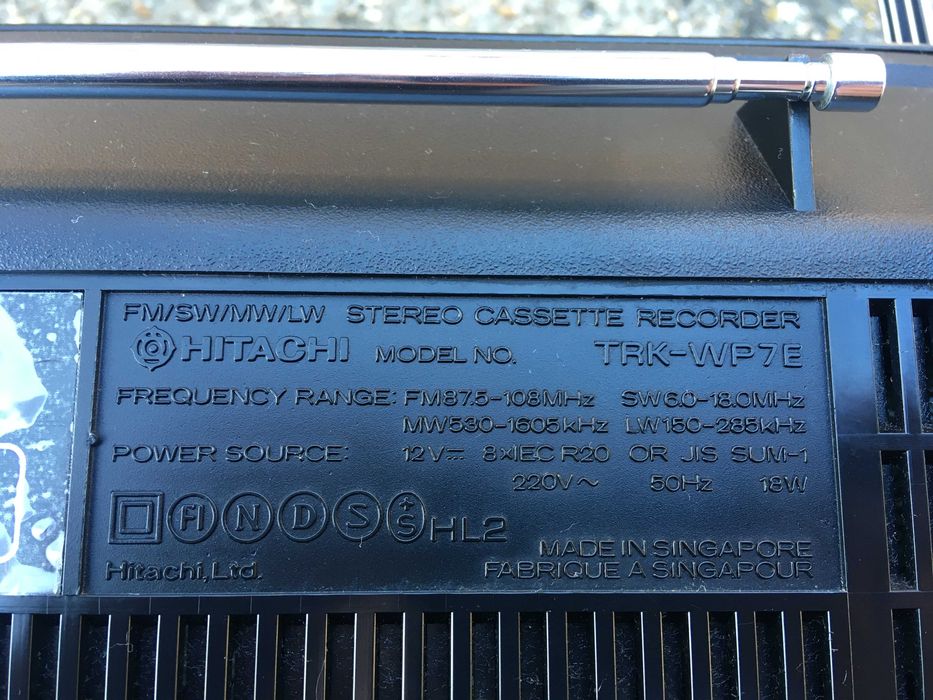 FM/SW/MW/LW STEREO CASSETTE RECORDER
HITACHI MODEL NO. TRK-WP7E
FREQUENCY RANGE: FM87.5-108MHz SW6.0-18.0MHz
MW530-1605kHz LW150-285kHz
POWER SOURCE: 12V⎓ 8×IEC R20 OR JIS SUM-1
220V~ 50Hz 18W
FI N D S +S HL2
MADE IN SINGAPORE
Hitachi, Ltd. FABRIQUE A SINGAPOUR